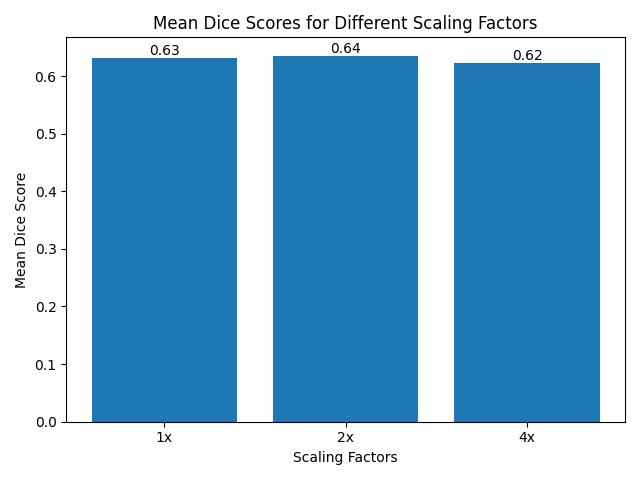 Mean Dice Scores for Different Scaling Factors
0.63
0.64
0.62
0.6
0.5
0.4
0.3
0.2
0.1
0.0
Mean Dice Score
1x
2x
4x
Scaling Factors